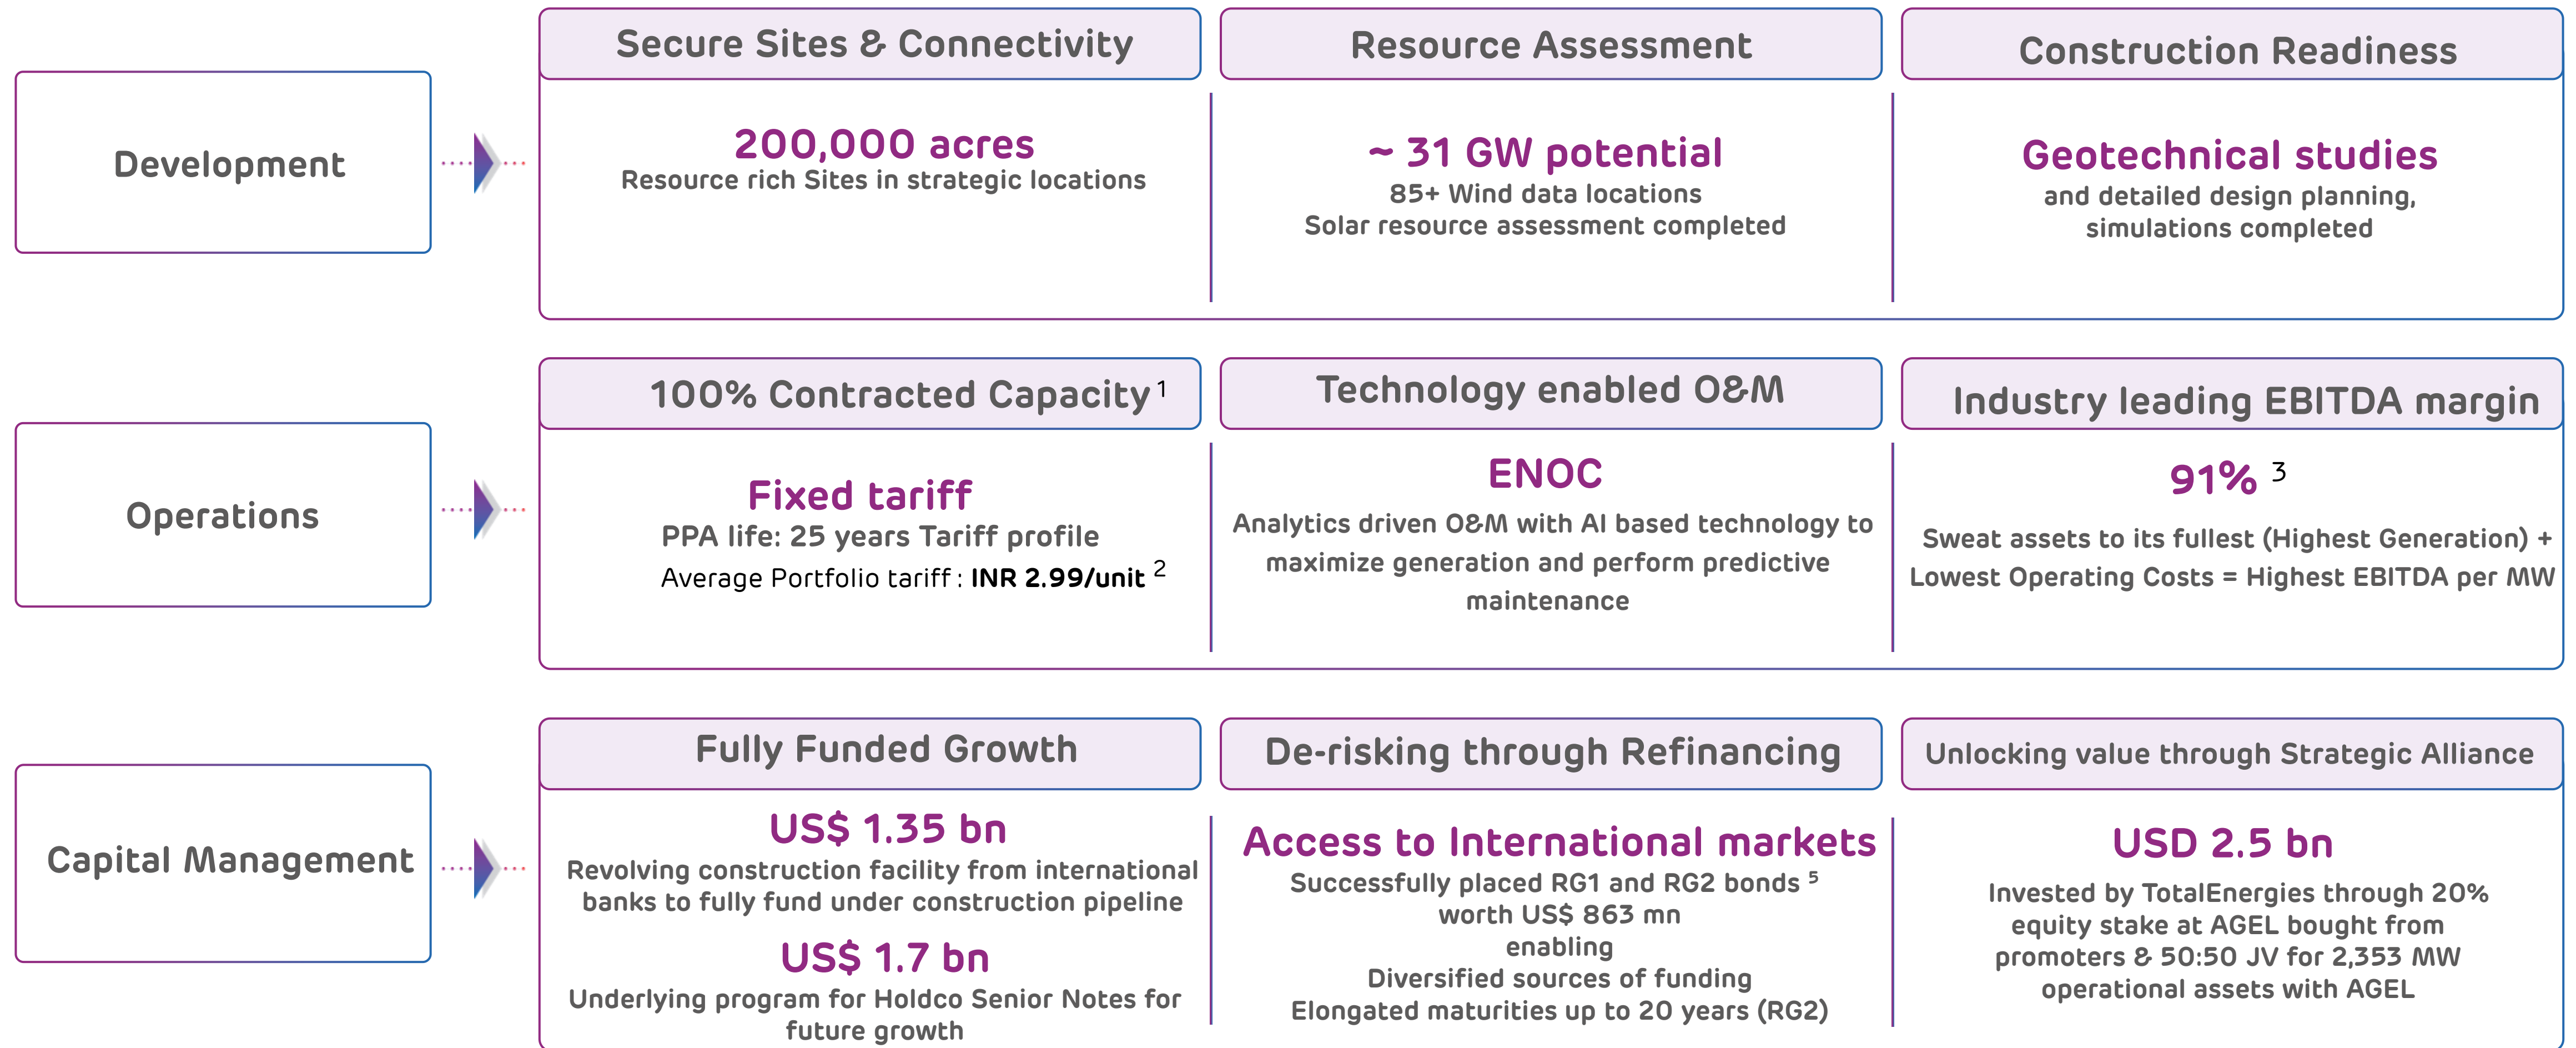 Development
Secure Sites & Connectivity
200,000 acres
Resource rich Sites in strategic locations
Resource Assessment
~ 31 GW potential
85+ Wind data locations
Solar resource assessment completed
Construction Readiness
Geotechnical studies
and detailed design planning,
simulations completed
Operations
100% Contracted Capacity 1
Fixed tariff
PPA life: 25 years Tariff profile
Average Portfolio tariff : INR 2.99/unit 2
Technology enabled O&M
ENOC
Analytics driven O&M with AI based technology to
maximize generation and perform predictive
maintenance
Industry leading EBITDA margin
91% 3
Sweat assets to its fullest (Highest Generation) +
Lowest Operating Costs = Highest EBITDA per MW
Capital Management
Fully Funded Growth
US$ 1.35 bn
Revolving construction facility from international
banks to fully fund under construction pipeline
US$ 1.7 bn
Underlying program for Holdco Senior Notes for
future growth
De-risking through Refinancing
Access to International markets
Successfully placed RG1 and RG2 bonds 5
worth US$ 863 mn
enabling
Diversified sources of funding
Elongated maturities up to 20 years (RG2)
Unlocking value through Strategic Alliance
USD 2.5 bn
Invested by TotalEnergies through 20%
equity stake at AGEL bought from
promoters & 50:50 JV for 2,353 MW
operational assets with AGEL